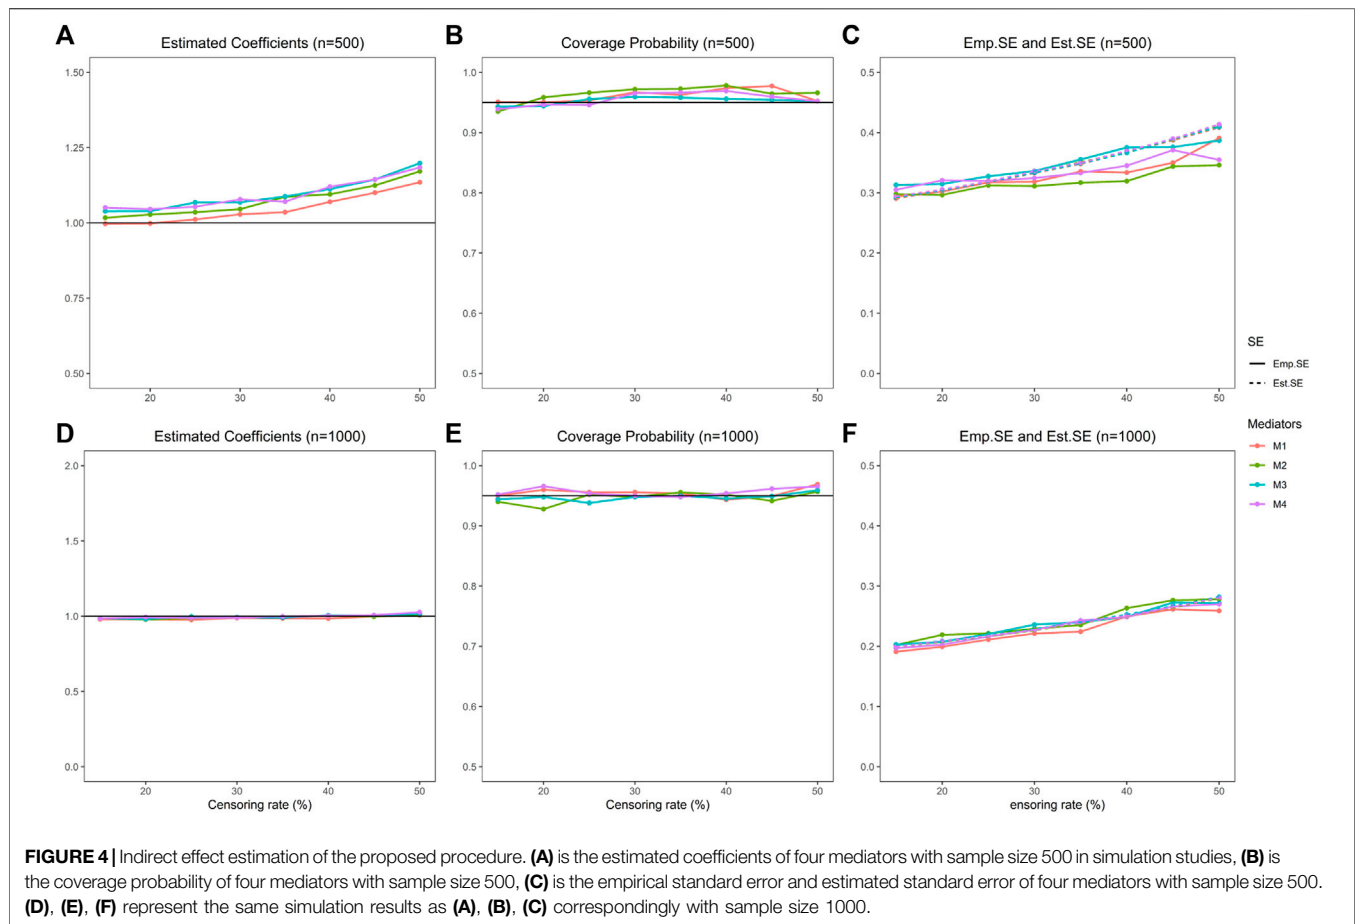 A
Estimated Coefficients (n=500)
1.50
1.25
1.00
0.75
0.50
20
30
40
50
B
Coverage Probability (n=500)
1.0
0.9
0.8
0.7
0.6
0.5
20
30
40
50
C
Emp.SE and Est.SE (n=500)
0.5
0.4
0.3
0.2
0.1
0.0
20
30
40
50
SE
Emp.SE
Est.SE
Mediators
M1
M2
M3
M4
D
Estimated Coefficients (n=1000)
2.0
1.5
1.0
0.5
0.0
20
30
40
50
Censoring rate (%)
E
Coverage Probability (n=1000)
1.0
0.9
0.8
0.7
0.6
0.5
20
30
40
50
Censoring rate (%)
F
Emp.SE and Est.SE (n=1000)
0.5
0.4
0.3
0.2
0.1
0.0
20
30
40
50
ensoring rate (%)
FIGURE 4 | Indirect effect estimation of the proposed procedure. (A) is the estimated coefficients of four mediators with sample size 500 in simulation studies, (B) is
the coverage probability of four mediators with sample size 500, (C) is the empirical standard error and estimated standard error of four mediators with sample size 500.
(D), (E), (F) represent the same simulation results as (A), (B), (C) correspondingly with sample size 1000.